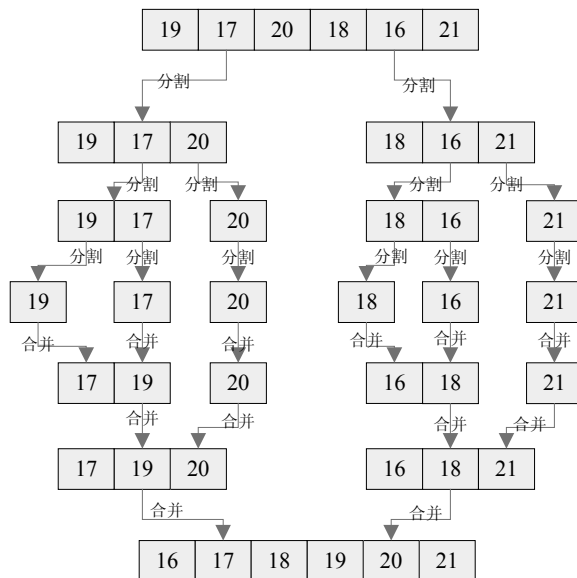 19 17 20 18 16 21
分割 分割
19 17 20 18 16 21
分割 分割 分割 分割
19 17 20 18 16 21
分割 分割 分割 分割 分割 分割
19 17 20 18 16 21
合并 合并 合并 合并 合并 合并
17 19 20 16 18 21
合并 合并 合并 合并
17 19 20 16 18 21
合并 合并
16 17 18 19 20 21